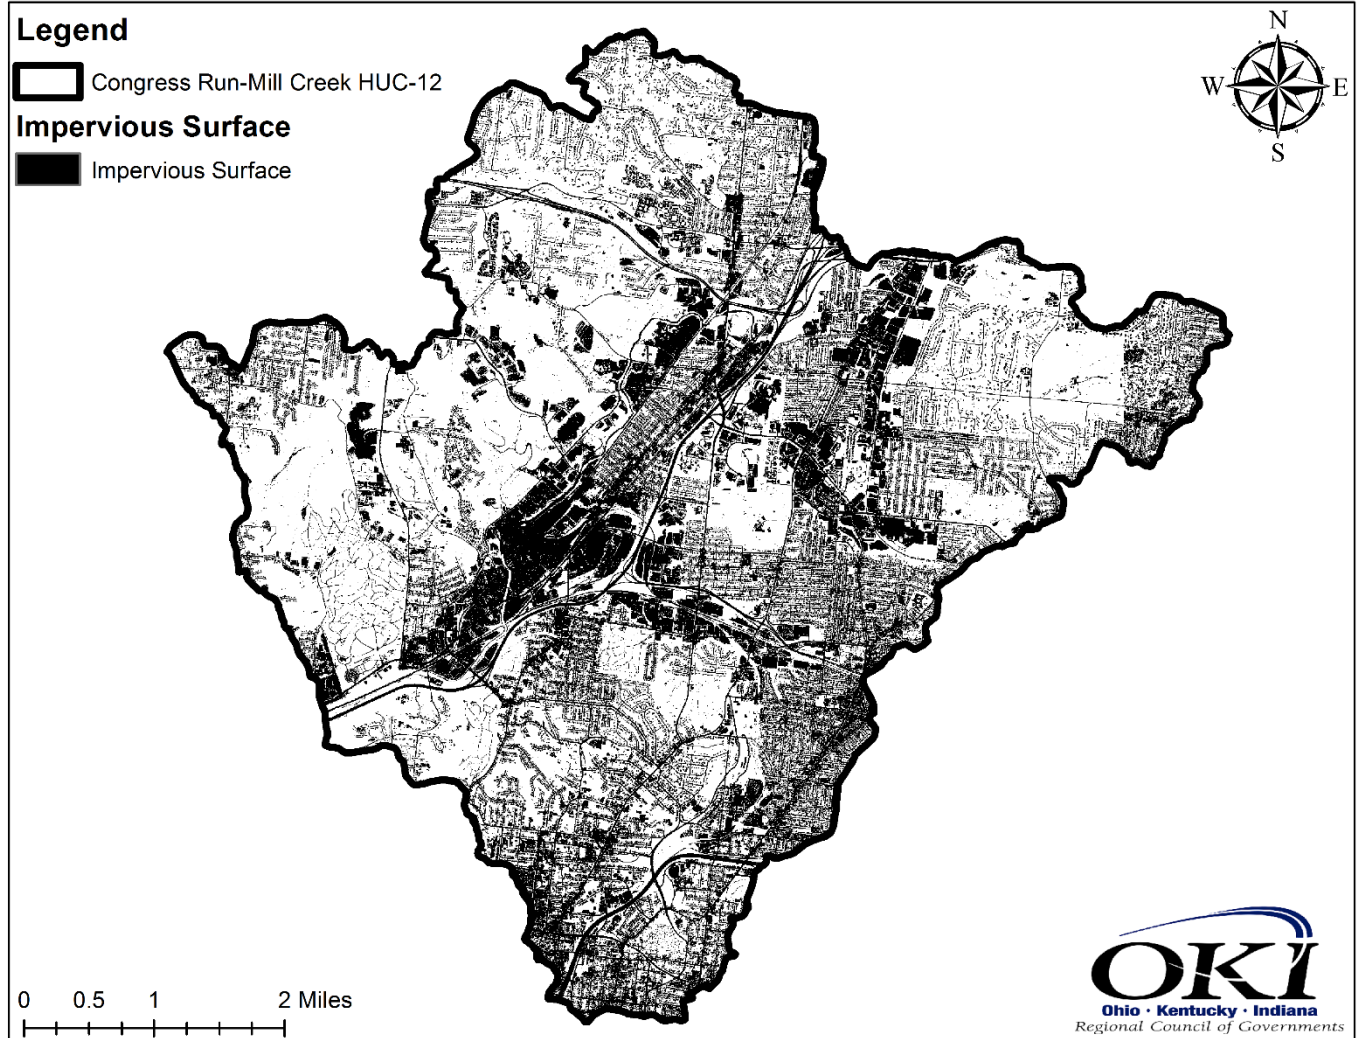 Legend
Congress Run-Mill Creek HUC-12
Impervious Surface
Impervious Surface
N
W E
S
0 0.5 1 2 Miles
OKI
Ohio · Kentucky · Indiana
Regional Council of Governments